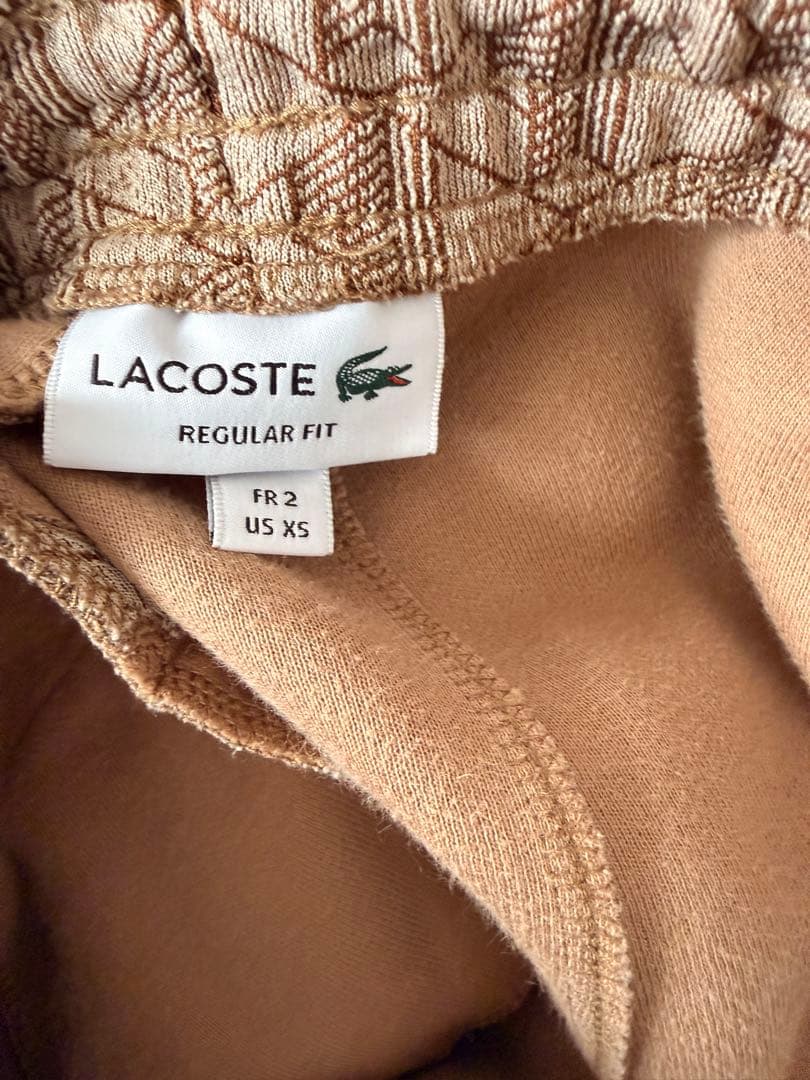 LACOSTE
REGULAR FIT
FR 2
US XS